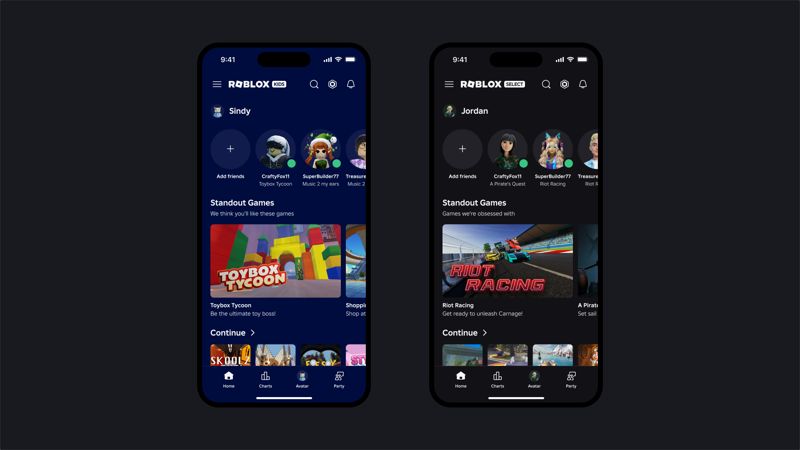 9:41
ROBLOX KIDS
Sindy
Add friends
CraftyFox11
Toybox Tycoon
SuperBuilder77
Music 2 my ears
Treasure
Music 2
Standout Games
We think you'll like these games
TOYBOX
TYCOON
Toybox Tycoon
Be the ultimate toy boss!
Shoppin
Shop at
Continue
Home
Charts
Avatar
Party
9:41
ROBLOX SELECT
Jordan
Add friends
CraftyFox11
A Pirate's Quest
SuperBuilder77
Riot Racing
Treasure
Riot R
Standout Games
Games we're obsessed with
RIOT
RACING
Riot Racing
Get ready to unleash Carnage!
A Pirate
Set sail
Continue
Home
Charts
Avatar
Party